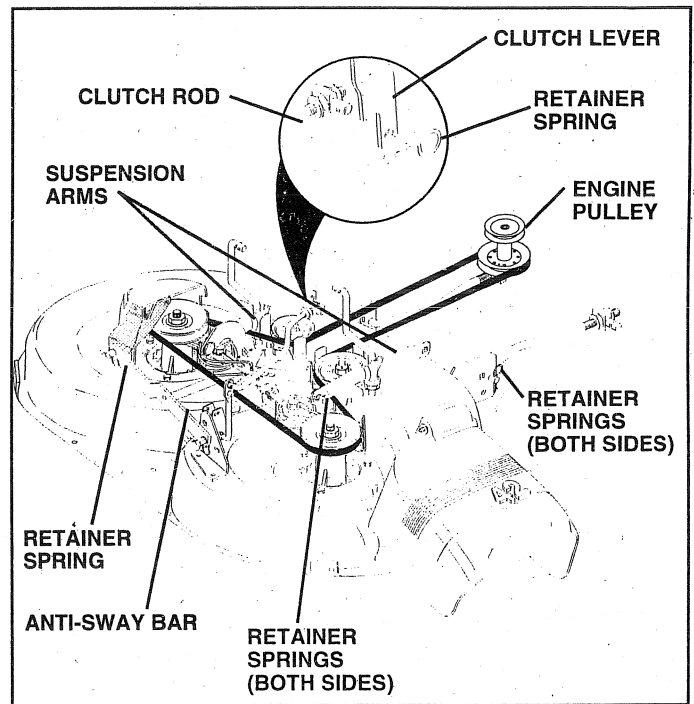 CLUTCH LEVER
CLUTCH ROD
RETAINER
SPRING
SUSPENSION
ARMS
ENGINE
PULLEY
RETAINER
SPRINGS
(BOTH SIDES)
RETAINER
SPRING
ANTI-SWAY BAR
RETAINER
SPRINGS
(BOTH SIDES)